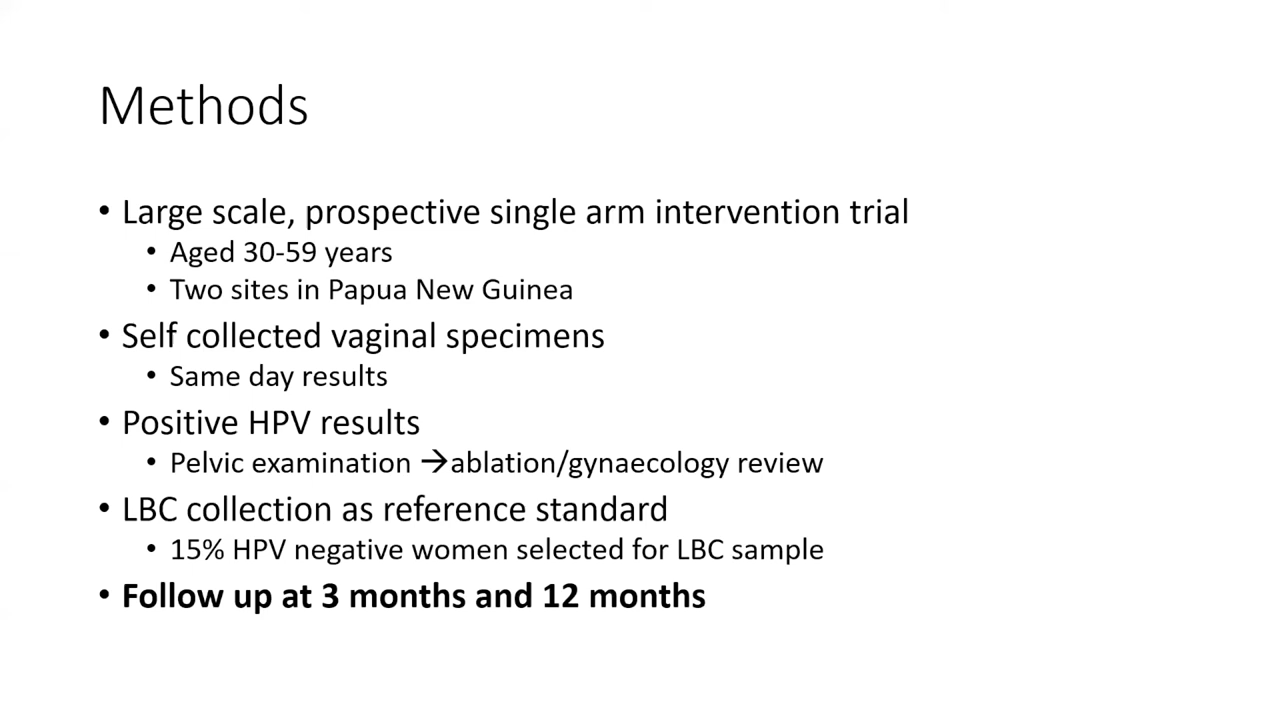 Methods
• Large scale, prospective single arm intervention trial
• Aged 30-59 years
• Two sites in Papua New Guinea
• Self collected vaginal specimens
• Same day results
• Positive HPV results
• Pelvic examination →ablation/gynaecology review
• LBC collection as reference standard
• 15% HPV negative women selected for LBC sample
• Follow up at 3 months and 12 months